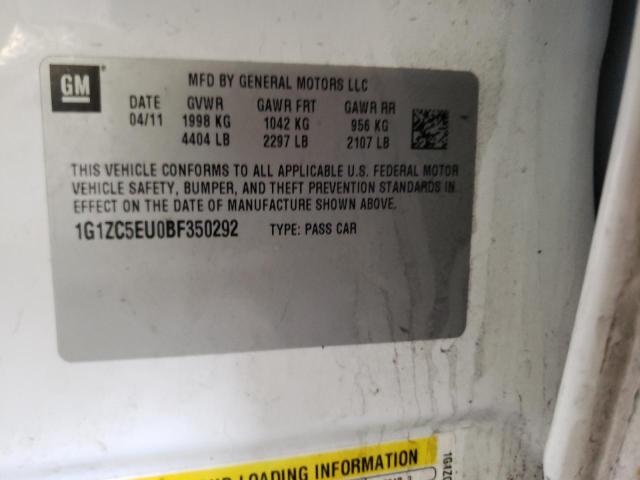 GM
MFD BY GENERAL MOTORS LLC
DATE GVWR GAWR FRT GAWR RR
04/11 1998 KG 1042 KG 956 KG
4404 LB 2297 LB 2107 LB
THIS VEHICLE CONFORMS TO ALL APPLICABLE U.S. FEDERAL MOTOR
VEHICLE SAFETY, BUMPER, AND THEFT PREVENTION STANDARDS IN
EFFECT ON THE DATE OF MANUFACTURE SHOWN ABOVE.
1G1ZC5EU0BF350292 TYPE: PASS CAR
LOADING INFORMATION
1G1ZC